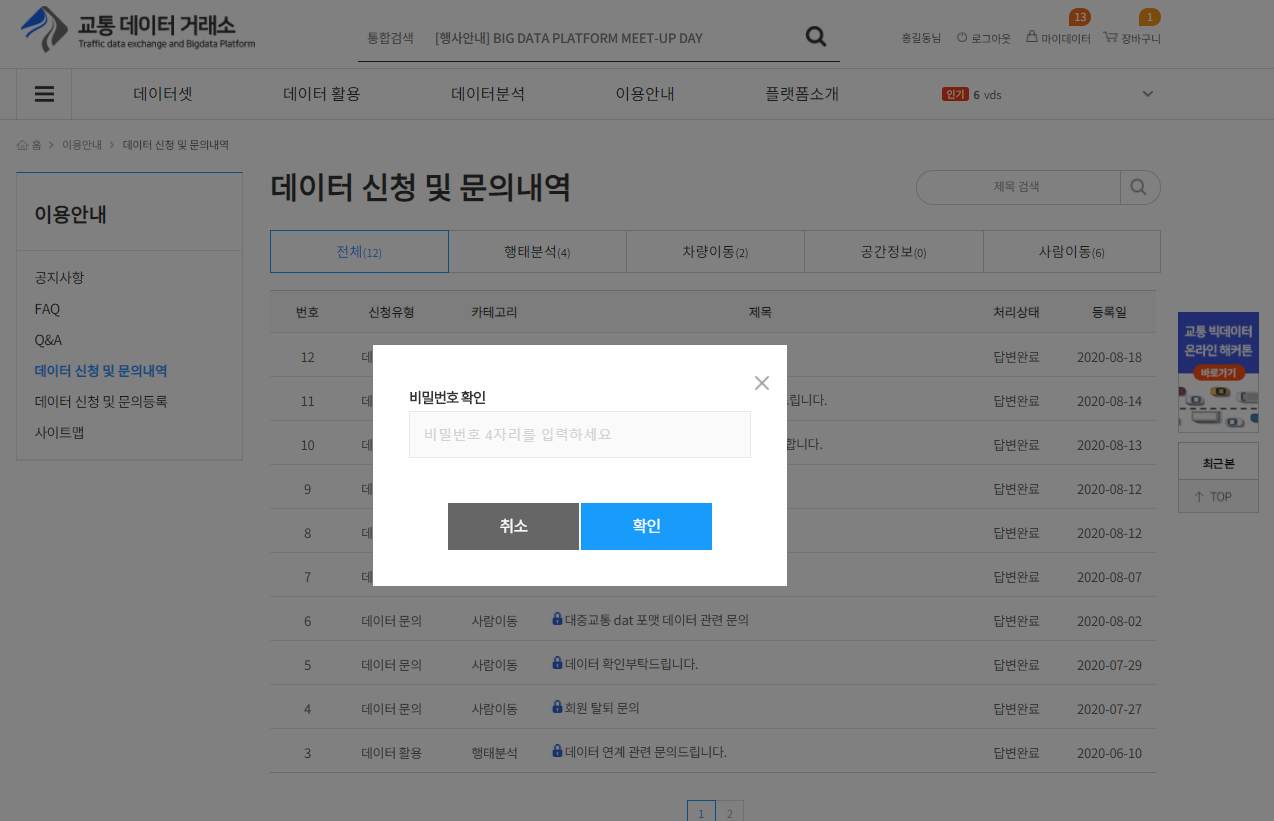 교통 데이터 거래소
Traffic data exchange and Bigdata Platform
통합검색 [행사안내] BIG DATA PLATFORM MEET-UP DAY
13 1
홍길동님 로그아웃 마이데이터 장바구니
데이터셋 데이터 활용 데이터분석 이용안내 플랫폼소개 인기 6 vds
홈 > 이용안내 > 데이터 신청 및 문의내역
이용안내
공지사항
FAQ
Q&A
데이터 신청 및 문의내역
데이터 신청 및 문의등록
사이트맵
데이터 신청 및 문의내역 제목 검색
전체(12) 행태분석(4) 차량이동(2) 공간정보(0) 사람이동(6)
번호 신청유형 카테고리 제목 처리상태 등록일
12 데 답변완료 2020-08-18
11 데 드립니다. 답변완료 2020-08-14
10 데 합니다. 답변완료 2020-08-13
9 데 답변완료 2020-08-12
8 데 답변완료 2020-08-12
7 데 답변완료 2020-08-07
6 데이터 문의 사람이동 대중교통 dat 포맷 데이터 관련 문의 답변완료 2020-08-02
5 데이터 문의 사람이동 데이터 확인부탁드립니다. 답변완료 2020-07-29
4 데이터 문의 사람이동 회원 탈퇴 문의 답변완료 2020-07-27
3 데이터 활용 행태분석 데이터 연계 관련 문의드립니다. 답변완료 2020-06-10
1 2
비밀번호 확인
비밀번호 4자리를 입력하세요
취소 확인
교통 빅데이터
온라인 해커톤
바로가기
최근본
↑ TOP